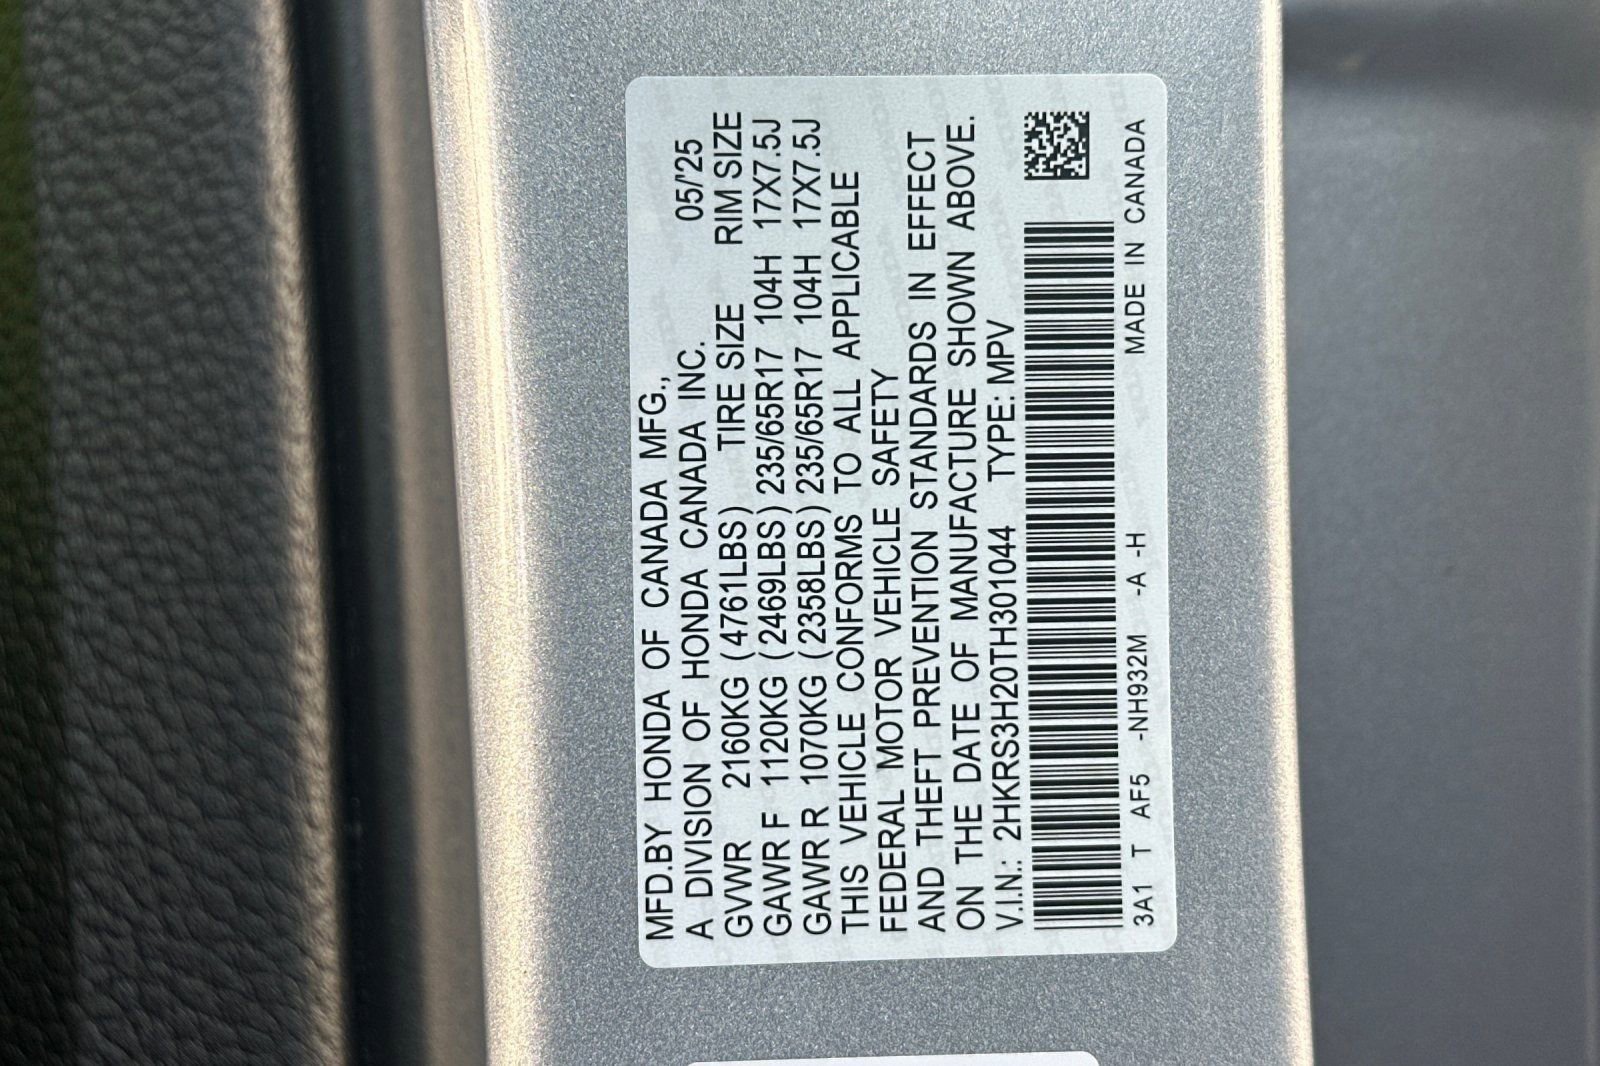 MFD.BY HONDA OF CANADA MFG.,
A DIVISION OF HONDA CANADA INC. 05/'25
GVWR 2160KG (4761LBS) TIRE SIZE RIM SIZE
GAWR F 1120KG (2469LBS) 235/65R17 104H 17X7.5J
GAWR R 1070KG (2358LBS) 235/65R17 104H 17X7.5J
THIS VEHICLE CONFORMS TO ALL APPLICABLE
FEDERAL MOTOR VEHICLE SAFETY
AND THEFT PREVENTION STANDARDS IN EFFECT
ON THE DATE OF MANUFACTURE SHOWN ABOVE.
V.I.N.: 2HKRS3H20TH301044 TYPE: MPV
3A1 T AF5 -NH932M -A -H MADE IN CANADA